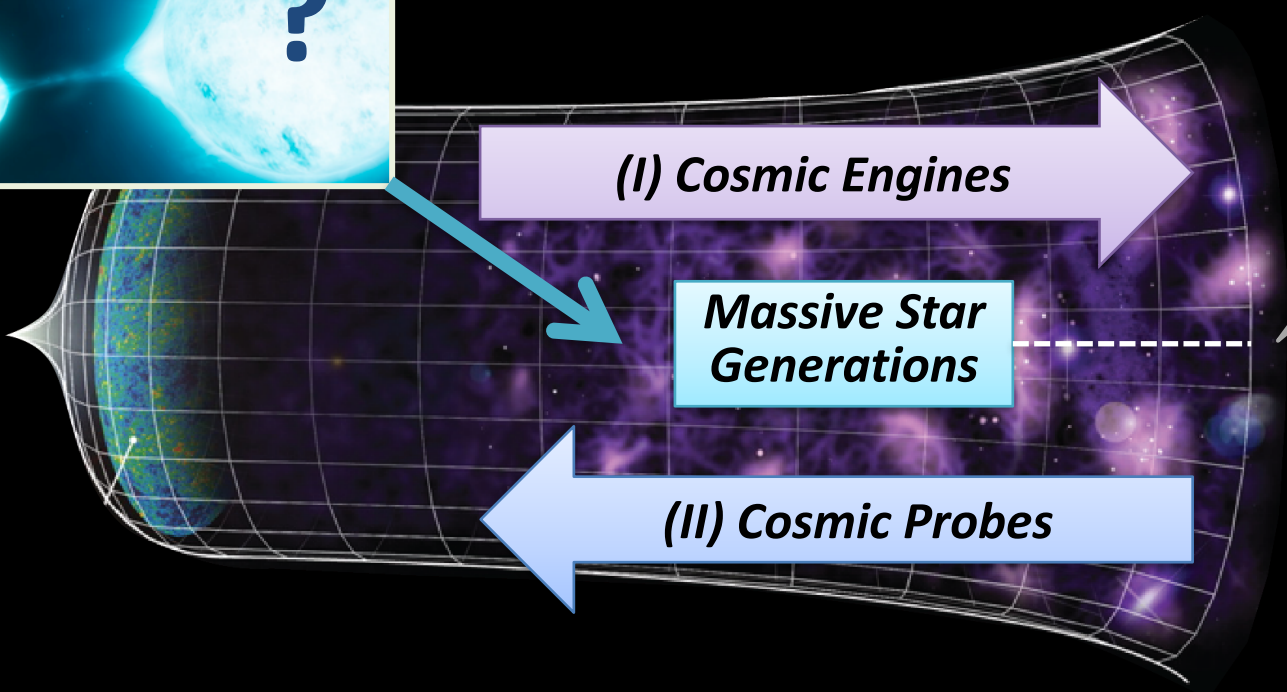 ?
(I) Cosmic Engines
Massive Star
Generations
(II) Cosmic Probes